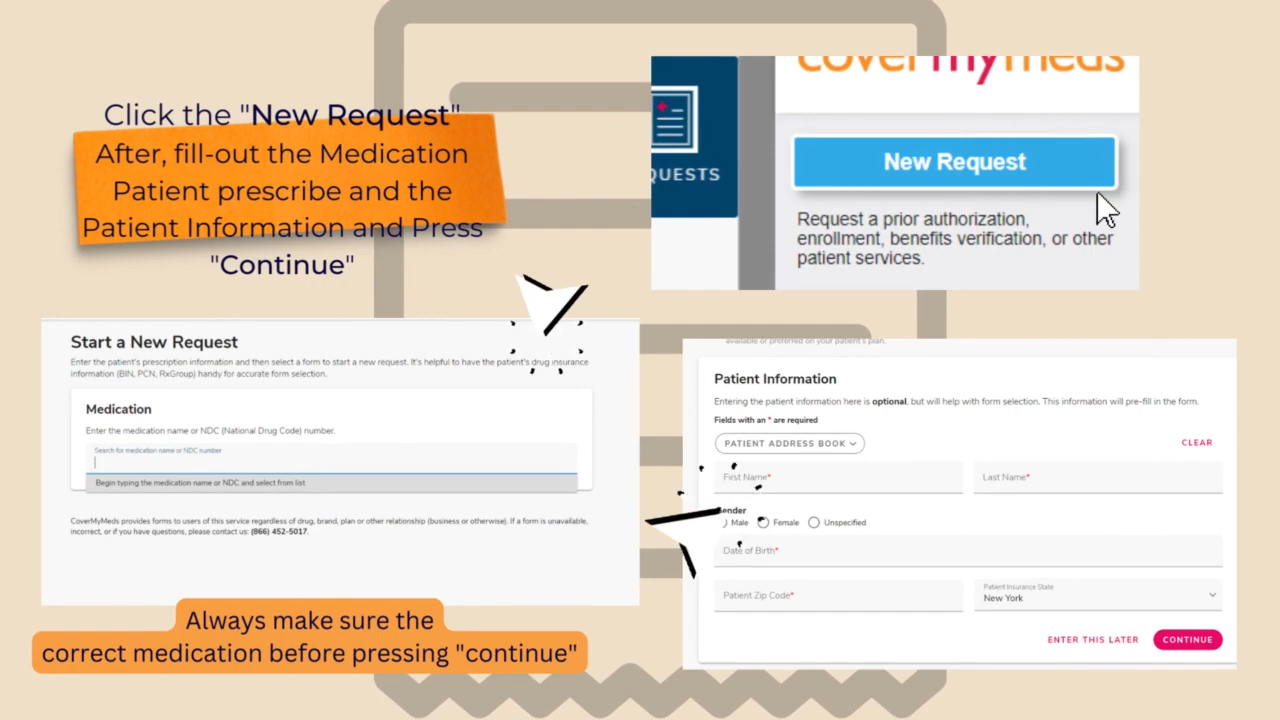 Click the "New Request"
After, fill-out the Medication
Patient prescribe and the
Patient Information and Press
"Continue"
covermymeds
QUESTS
New Request
Request a prior authorization,
enrollment, benefits verification, or other
patient services.
Start a New Request
Enter the patient's prescription information and then select a form to start a new request. It's helpful to have the patient's drug insurance
information (BIN, PCN, RxGroup) handy for accurate form selection.
Medication
Enter the medication name or NDC (National Drug Code) number.
Search for medication name or NDC number
Begin typing the medication name or NDC and select from list
CoverMyMeds provides forms to users of this service regardless of drug, brand, plan or other relationship (business or otherwise). If a form is unavailable,
incorrect, or if you have questions, please contact us: (866) 452-5017.
Always make sure the
correct medication before pressing "continue"
available or preferred on your patient's plan.
Patient Information
Entering the patient information here is optional, but will help with form selection. This information will pre-fill in the form.
Fields with an * are required
PATIENT ADDRESS BOOK
CLEAR
First Name*
Last Name*
Gender
Male Female Unspecified
Date of Birth*
Patient Zip Code*
Patient Insurance State
New York
ENTER THIS LATER
CONTINUE